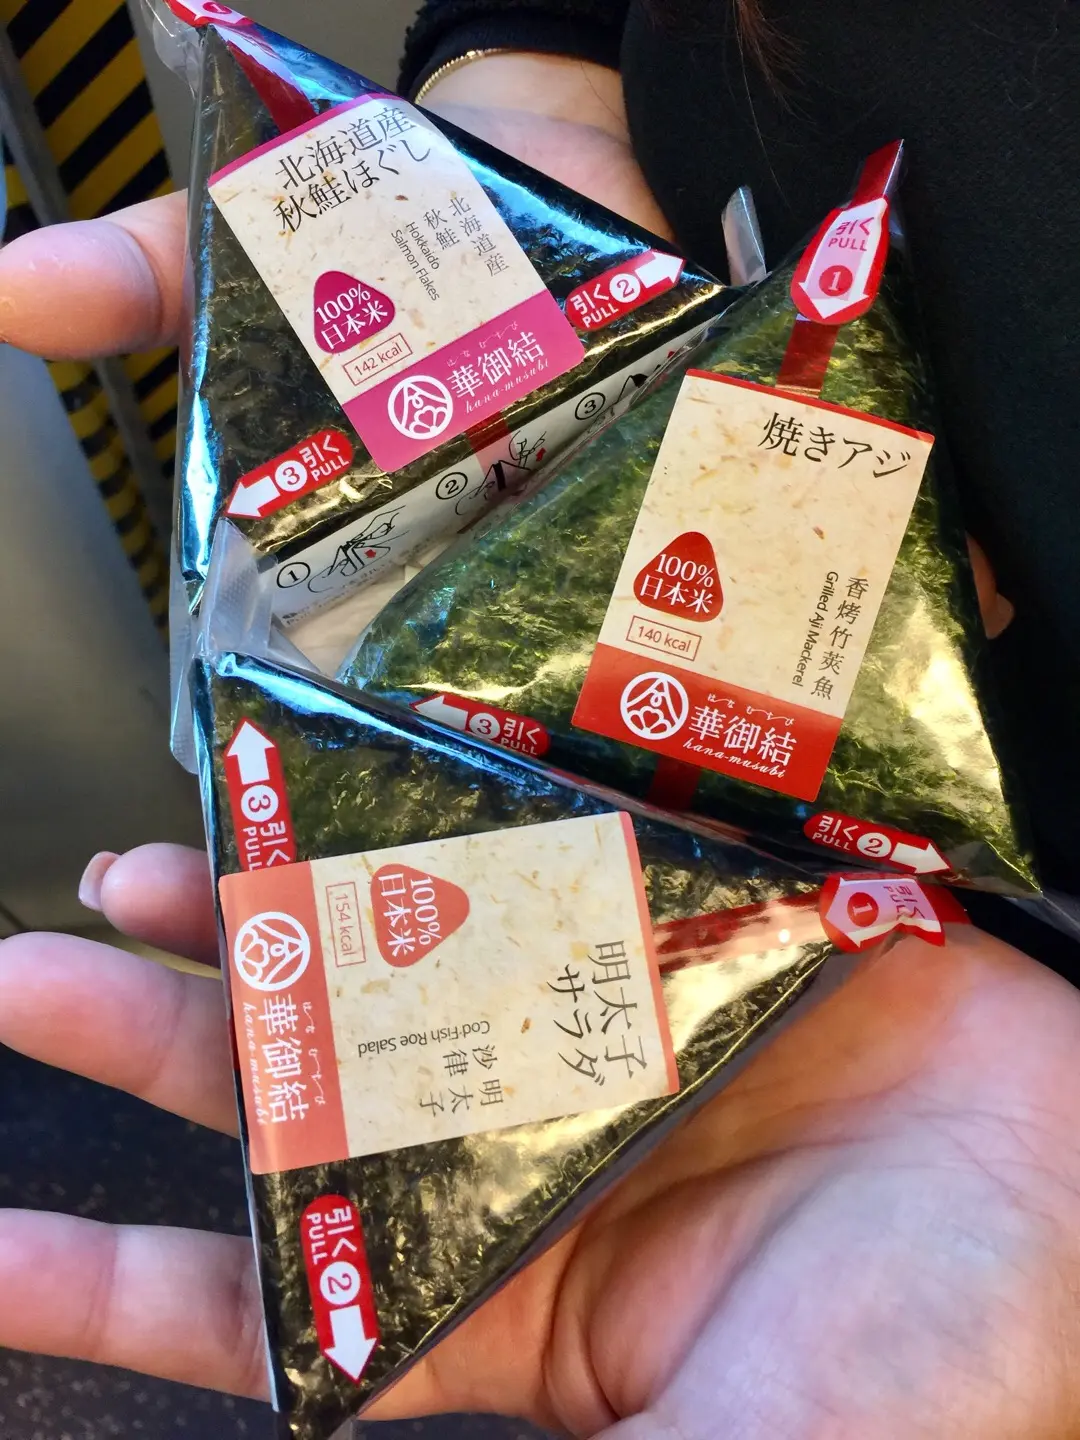 北海道産
秋鮭ほぐし
北海道産
秋鮭
Hokkaido
Salmon Flakes
100%
日本米
142 kcal
はなむすび
華御結
hana-musubi
引く
PULL
2
引く
PULL
3
1
2
3
引く
PULL
1
焼きアジ
100%
日本米
香烤竹莢魚
Grilled Aji Mackerel
140 kcal
はなむすび
華御結
hana-musubi
引く
PULL
3
引く
PULL
2
引く
PULL
3
引く
PULL
1
明太子
サラダ
明太子
沙律
Cod-Fish Roe Salad
100%
日本米
154 kcal
はなむすび
華御結
hana-musubi
引く
PULL
2